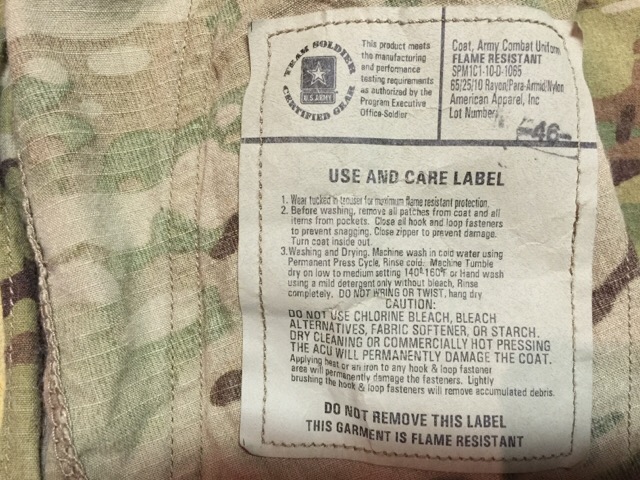 TEAM SOLDIER
U.S. ARMY
CERTIFIED GEAR
This product meets
the manufacturing
and performance
testing requirements
as authorized by the
Program Executive
Office-Soldier
Coat, Army Combat Uniform
FLAME RESISTANT
SPM1C1-10-D-1065
65/25/10 Rayon/Para-Aramid/Nylon
American Apparel, Inc
Lot Number
-46-
USE AND CARE LABEL
1. Wear tucked in trouser for maximum flame resistant protection.
2. Before washing, remove all patches from coat and all
items from pockets. Close all hook and loop fasteners
to prevent snagging. Close zipper to prevent damage.
Turn coat inside out.
3. Washing and Drying. Machine wash in cold water using
Permanent Press Cycle, Rinse cold. Machine Tumble
dry on low to medium setting 140°-160°F or Hand wash
using a mild detergent only without bleach, Rinse
completely. DO NOT WRING OR TWIST, hang dry
CAUTION:
DO NOT USE CHLORINE BLEACH, BLEACH
ALTERNATIVES, FABRIC SOFTENER, OR STARCH.
DRY CLEANING OR COMMERCIALLY HOT PRESSING
THE ACU WILL PERMANENTLY DAMAGE THE COAT.
Applying heat or an iron to any hook & loop fastener
area will permanently damage the fasteners. Lightly
brushing the hook & loop fasteners will remove accumulated debris.
DO NOT REMOVE THIS LABEL
THIS GARMENT IS FLAME RESISTANT